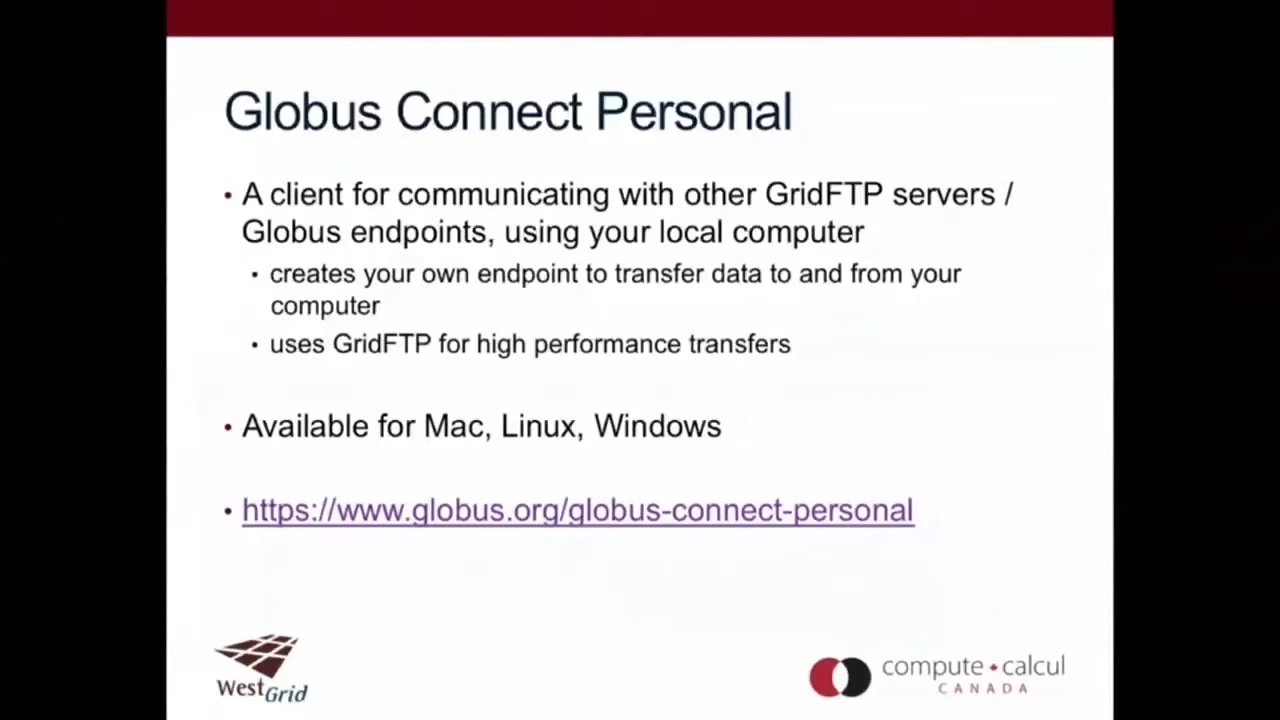 Globus Connect Personal
• A client for communicating with other GridFTP servers /
Globus endpoints, using your local computer
• creates your own endpoint to transfer data to and from your
computer
• uses GridFTP for high performance transfers
• Available for Mac, Linux, Windows
• https://www.globus.org/globus-connect-personal
WestGrid
compute • calcul
CANADA